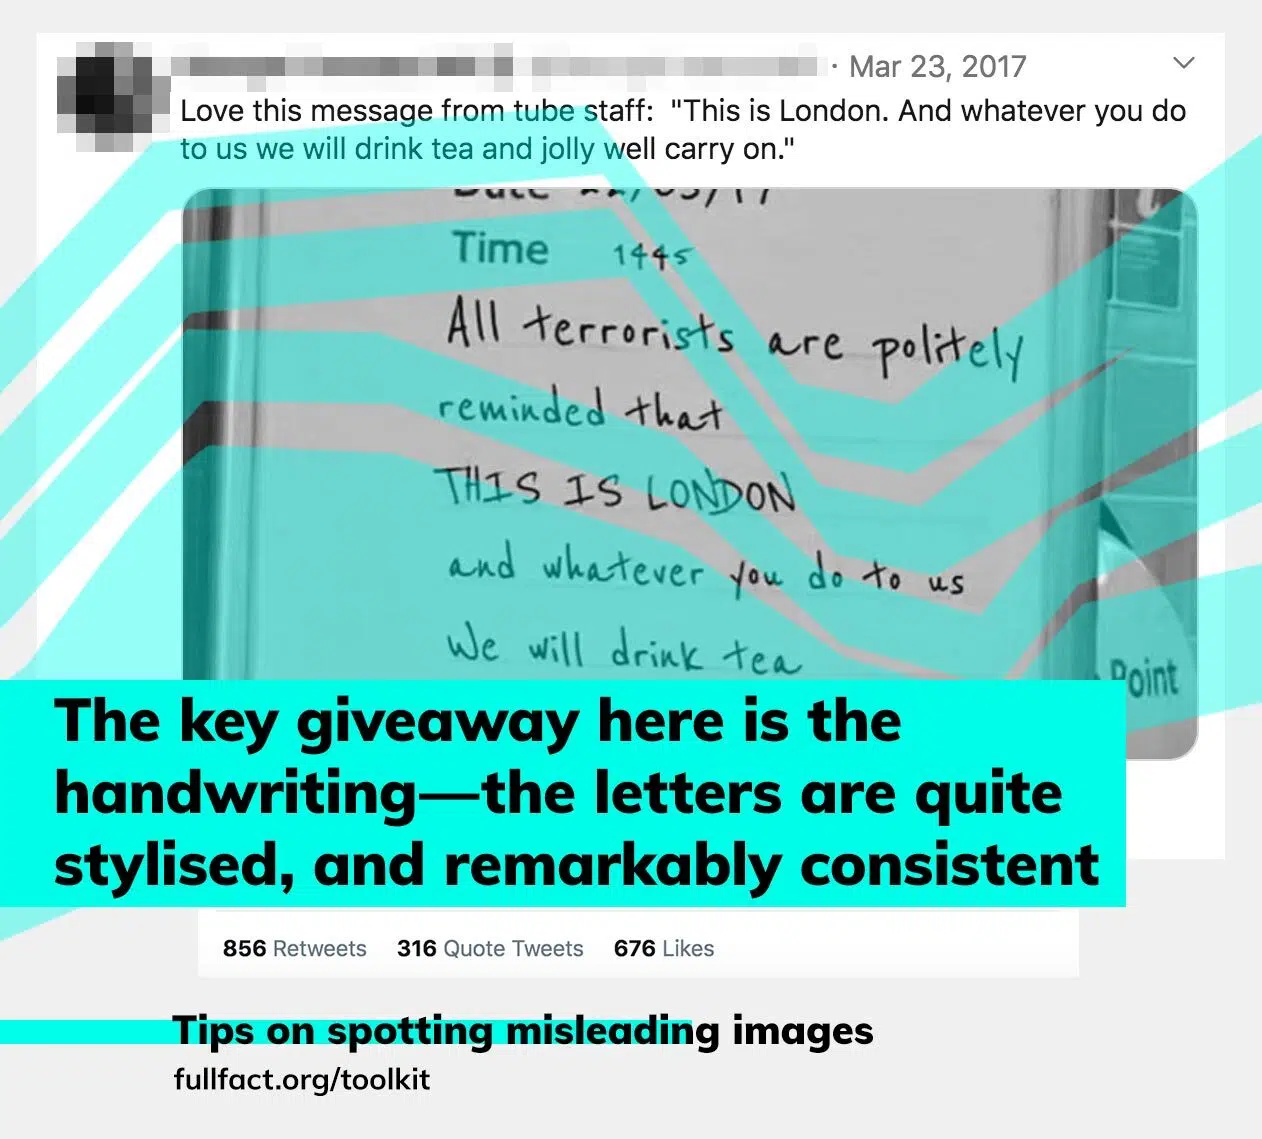 · Mar 23, 2017
Love this message from tube staff: "This is London. And whatever you do
to us we will drink tea and jolly well carry on."
Date 22/03/17
Time 1445
All terrorists are politely
reminded that
THIS IS LONDON
and whatever you do to us
We will drink tea
Point
The key giveaway here is the
handwriting—the letters are quite
stylised, and remarkably consistent
856 Retweets 316 Quote Tweets 676 Likes
Tips on spotting misleading images
fullfact.org/toolkit